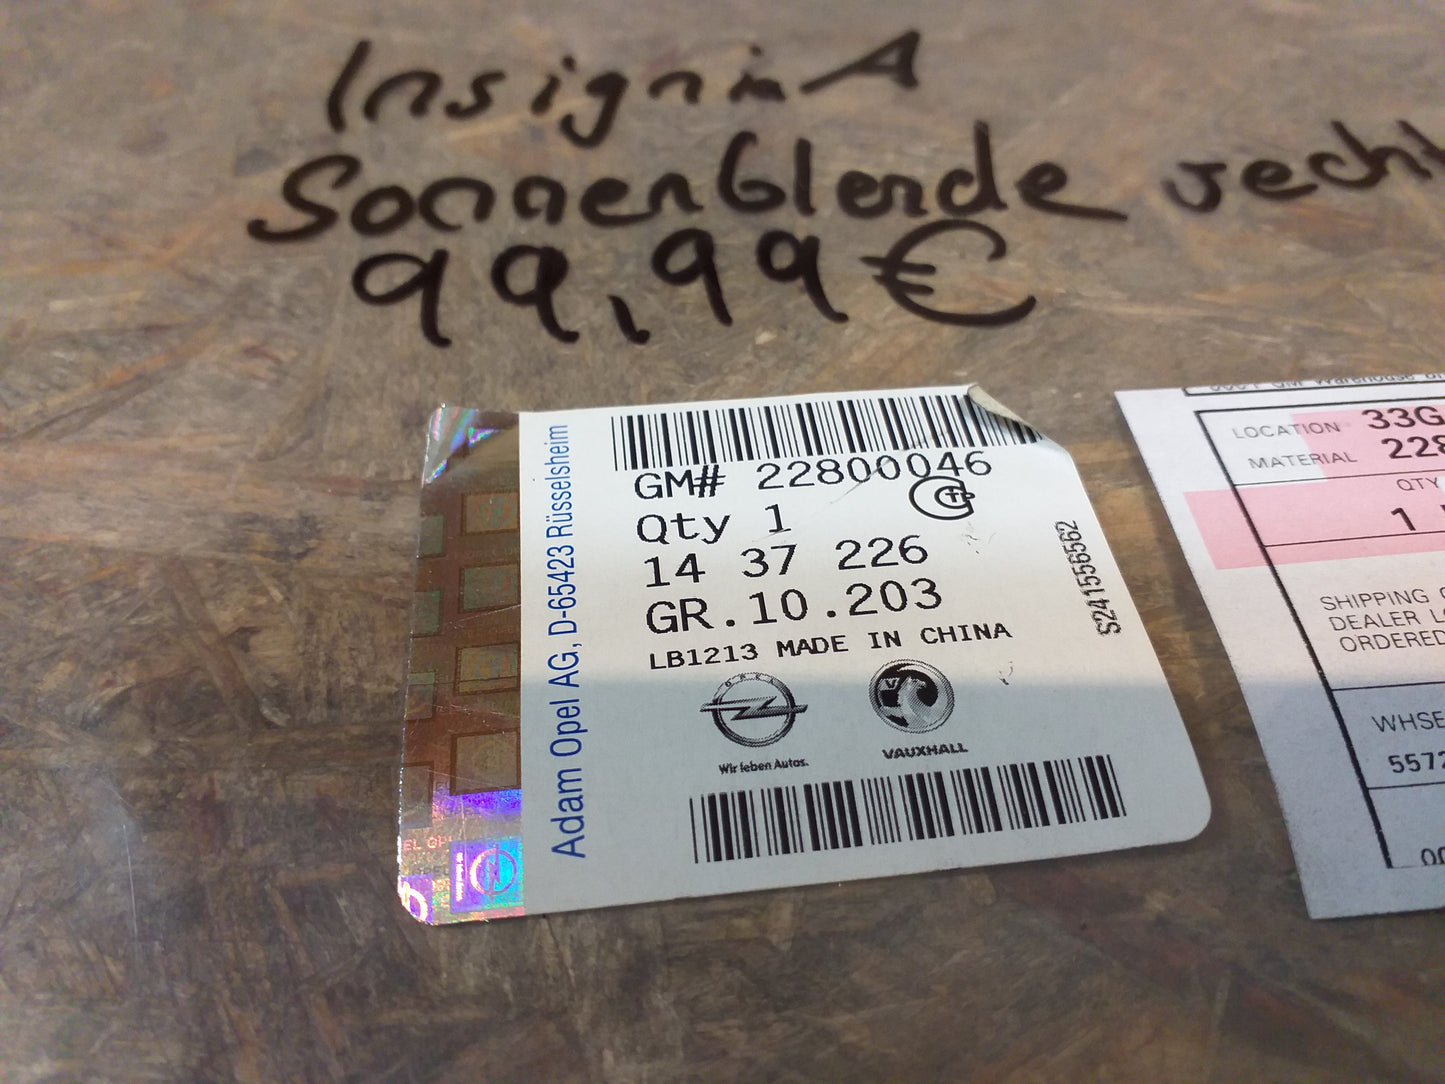 Insignia A
Sonnenblende
99,99€
Adam Opel AG, D-65423 Rüsselsheim
GM# 22800046
Qty 1
14 37 226
GR.10.203
LB1213 MADE IN CHINA
S241556562
OPEL
Wir leben Autos.
VAUXHALL
LOCATION 33G
MATERIAL 228
QTY
1
SHIPPING
DEALER
ORDERED
WHSE
5572